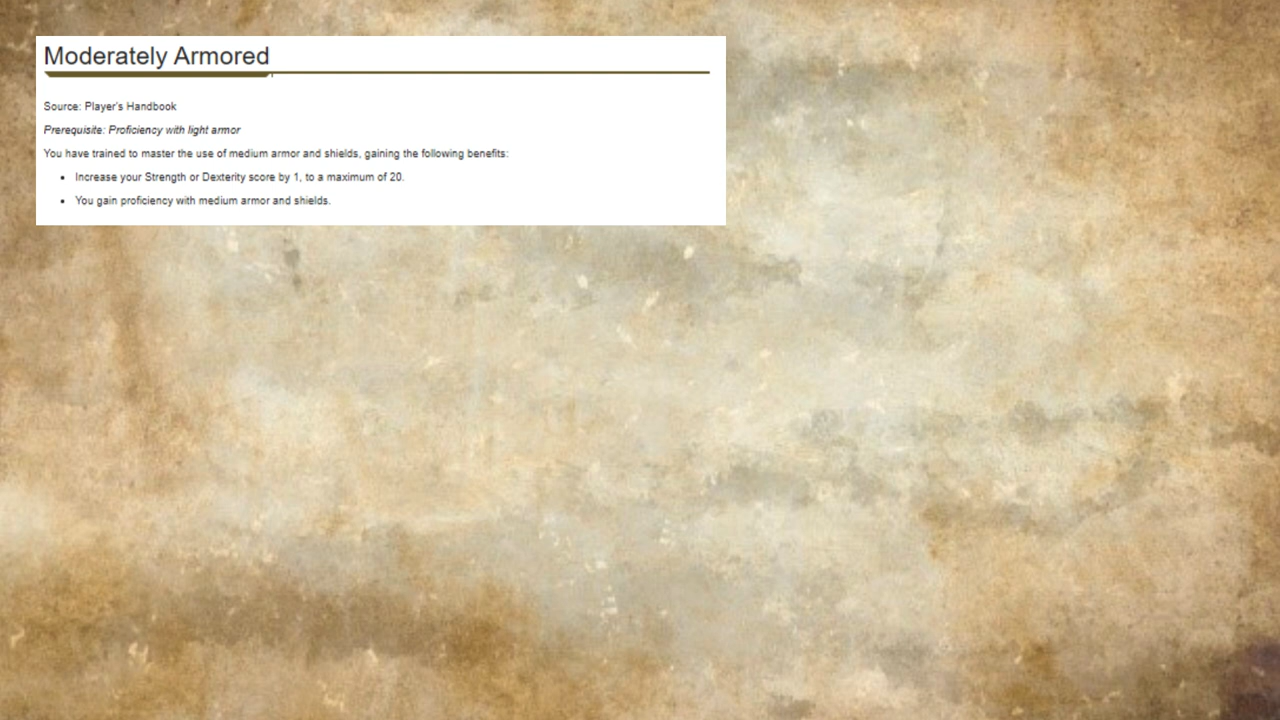 Moderately Armored
Source: Player's Handbook
Prerequisite: Proficiency with light armor
You have trained to master the use of medium armor and shields, gaining the following benefits:
Increase your Strength or Dexterity score by 1, to a maximum of 20.
You gain proficiency with medium armor and shields.